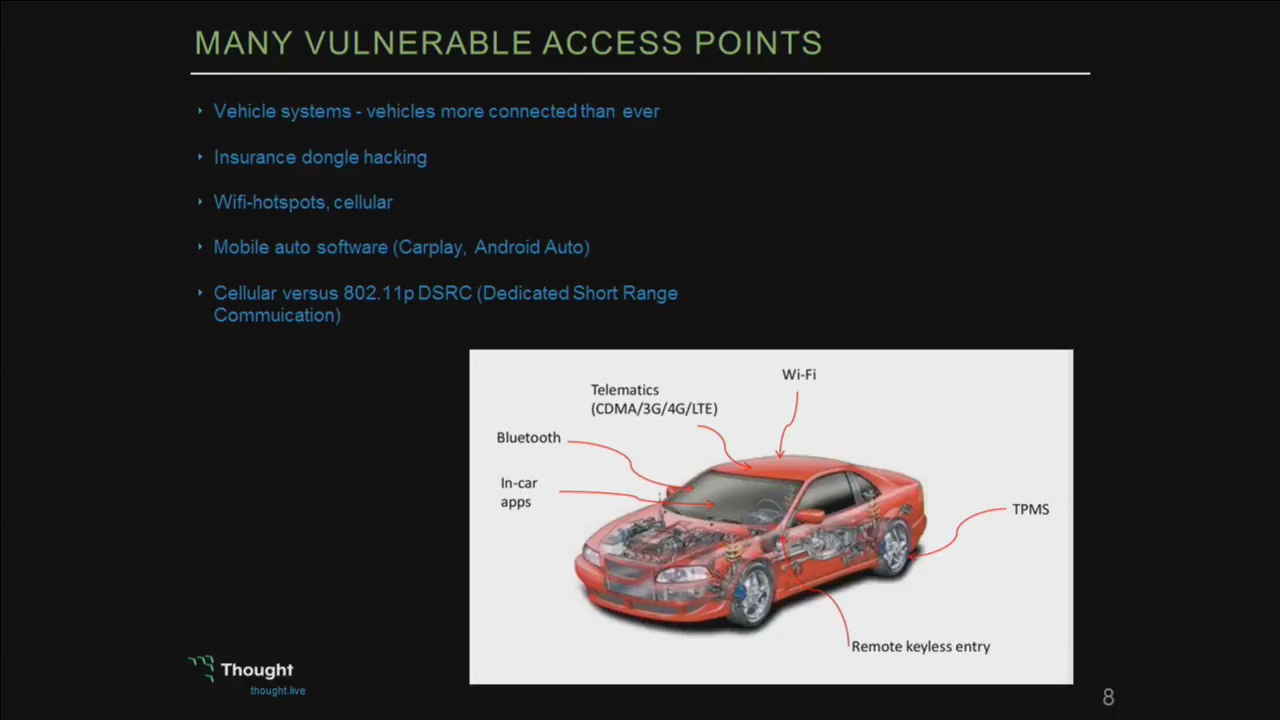 MANY VULNERABLE ACCESS POINTS
Vehicle systems - vehicles more connected than ever
Insurance dongle hacking
Wifi-hotspots, cellular
Mobile auto software (Carplay, Android Auto)
Cellular versus 802.11p DSRC (Dedicated Short Range
Commuication)
Wi-Fi
Telematics
(CDMA/3G/4G/LTE)
Bluetooth
In-car
apps
TPMS
Remote keyless entry
Thought
thought.live
8